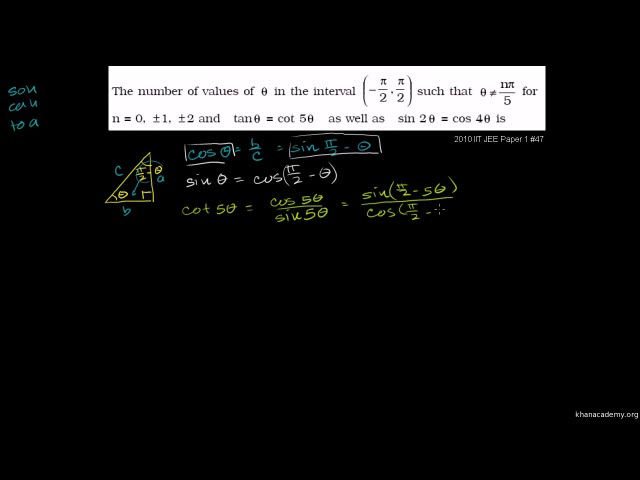 The number of values of θ in the interval (-π/2, π/2) such that θ ≠ nπ/5 for
n = 0, ±1, ±2 and tanθ = cot 5θ as well as sin 2θ = cos 4θ is
2010 IIT JEE Paper 1 #47
soh
cah
toa
cos θ = b/c = sin π/2 - θ
sin θ = cos(π/2 - θ)
cot 5θ = cos 5θ / sin 5θ = sin(π/2 - 5θ) / cos(π/2 -
c π/2 - θ a
θ b
khanacademy.org